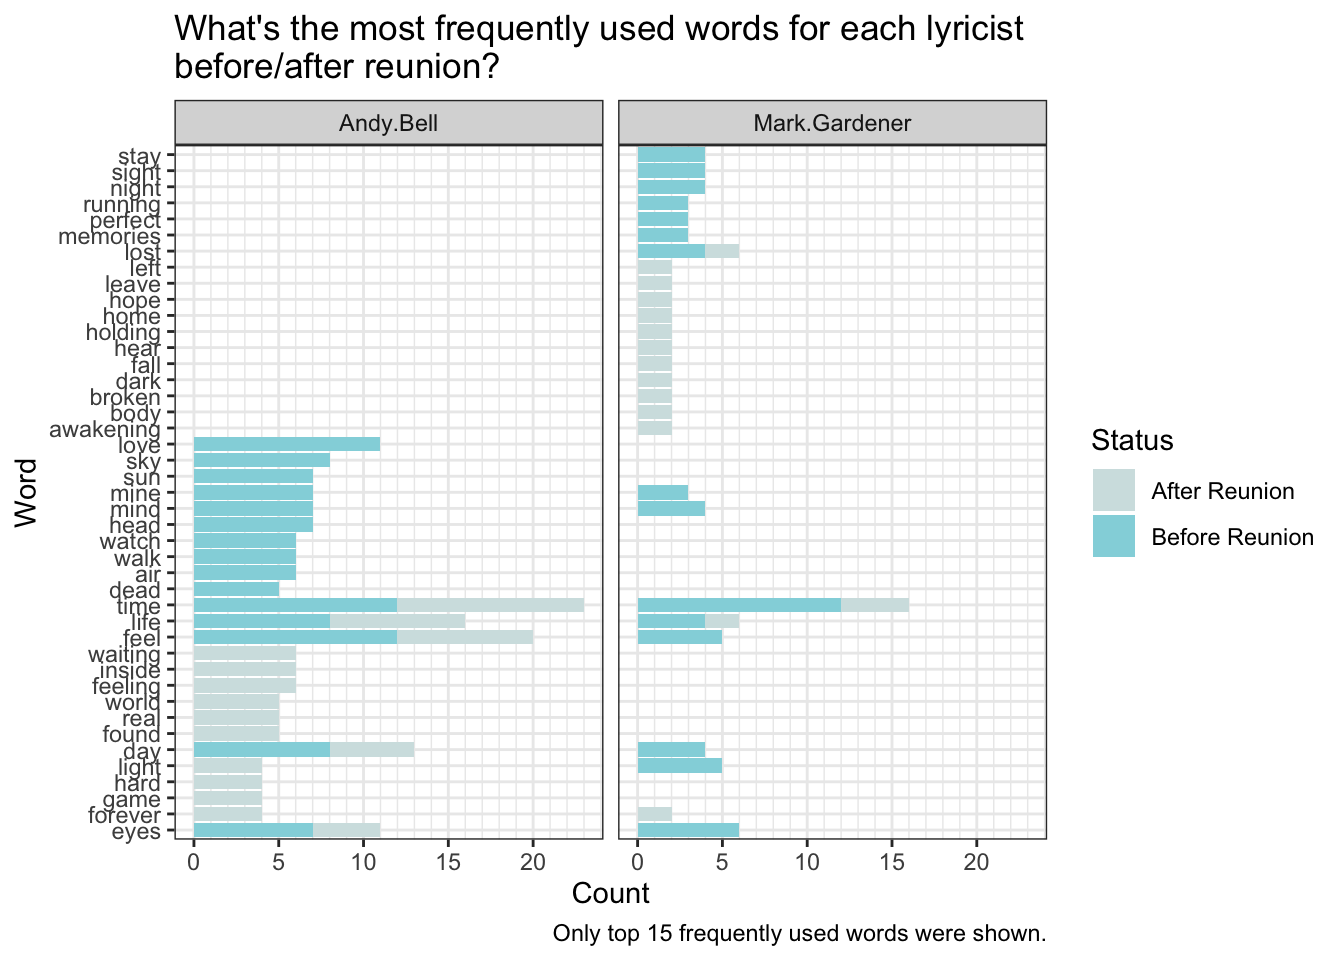 What's the most frequently used words for each lyricist
before/after reunion?
Andy.Bell
Mark.Gardener
stay
sight
night
running
perfect
memories
lost
left
leave
hope
home
holding
hear
fall
dark
broken
body
awakening
love
sky
sun
mine
mind
head
watch
walk
air
dead
time
life
feel
waiting
inside
feeling
world
real
found
day
light
hard
game
forever
eyes
Word
0 5 10 15 20
0 5 10 15 20
Count
Status
After Reunion
Before Reunion
Only top 15 frequently used words were shown.